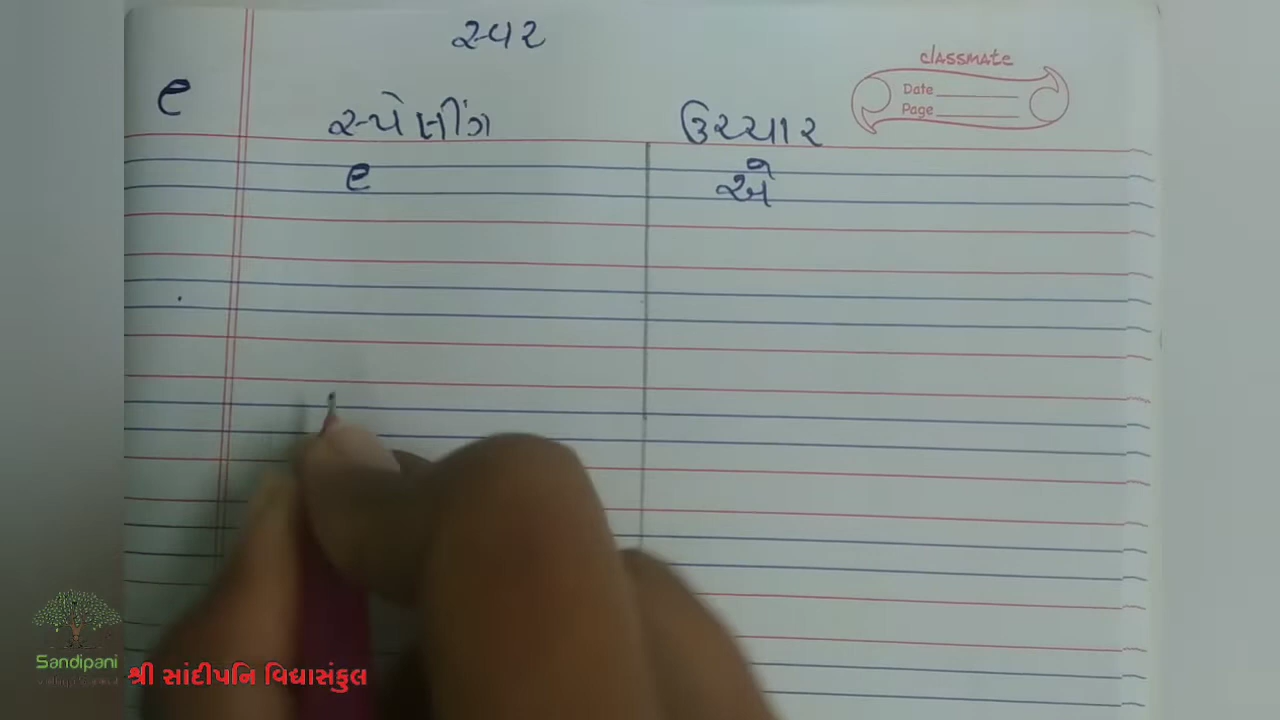 સ્વર
classmate
Date
Page
e
સ્પેલીંગ ઉચ્ચાર
e ઍ
Sandipani
શ્રી સાંદીપનિ વિદ્યાસંકુલ